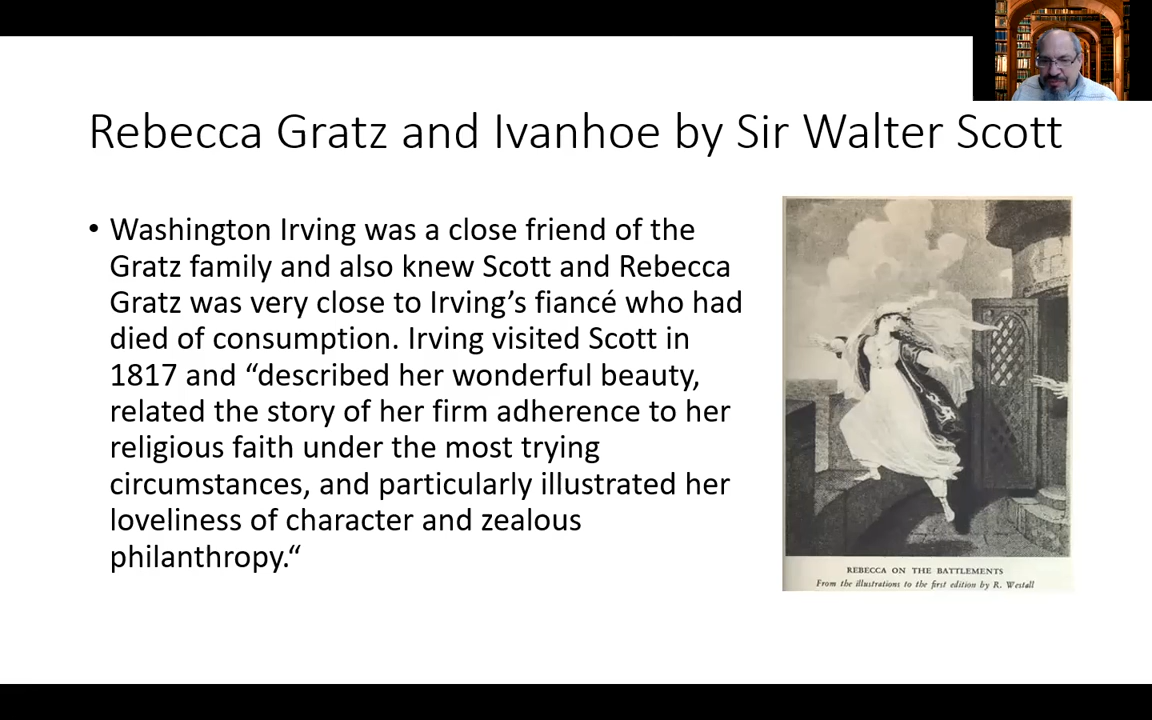 Rebecca Gratz and Ivanhoe by Sir Walter Scott
• Washington Irving was a close friend of the
Gratz family and also knew Scott and Rebecca
Gratz was very close to Irving’s fiancé who had
died of consumption. Irving visited Scott in
1817 and “described her wonderful beauty,
related the story of her firm adherence to her
religious faith under the most trying
circumstances, and particularly illustrated her
loveliness of character and zealous
philanthropy.“
REBECCA ON THE BATTLEMENTS
From the illustrations to the first edition by R. Westall